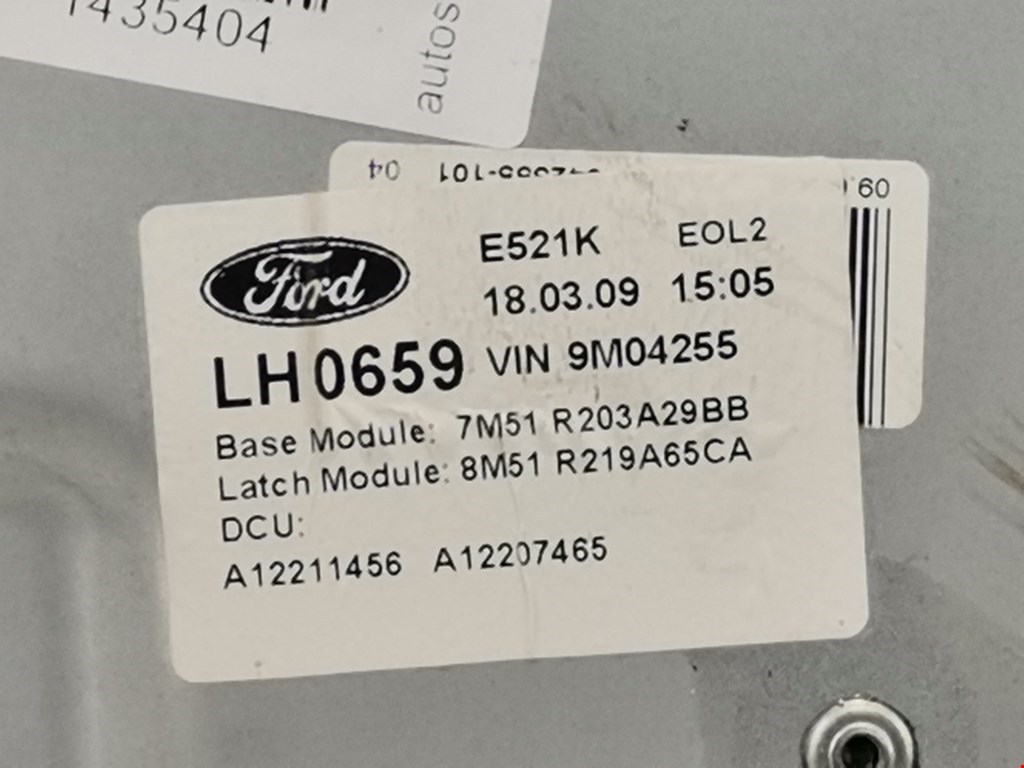 1435404
autos
04
60
Ford
E521K EOL2
18.03.09 15:05
LH0659 VIN 9M04255
Base Module: 7M51 R203A29BB
Latch Module: 8M51 R219A65CA
DCU:
A12211456 A12207465